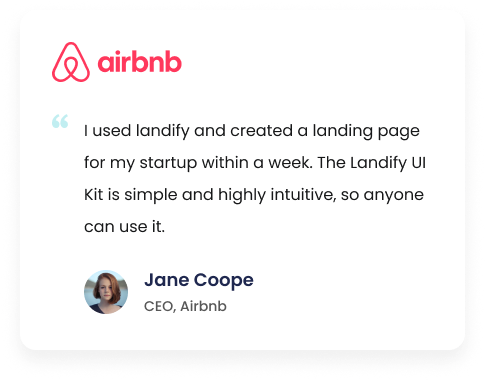 airbnb
“
I used landify and created a landing page
for my startup within a week. The Landify UI
Kit is simple and highly intuitive, so anyone
can use it.
Jane Coope
CEO, Airbnb